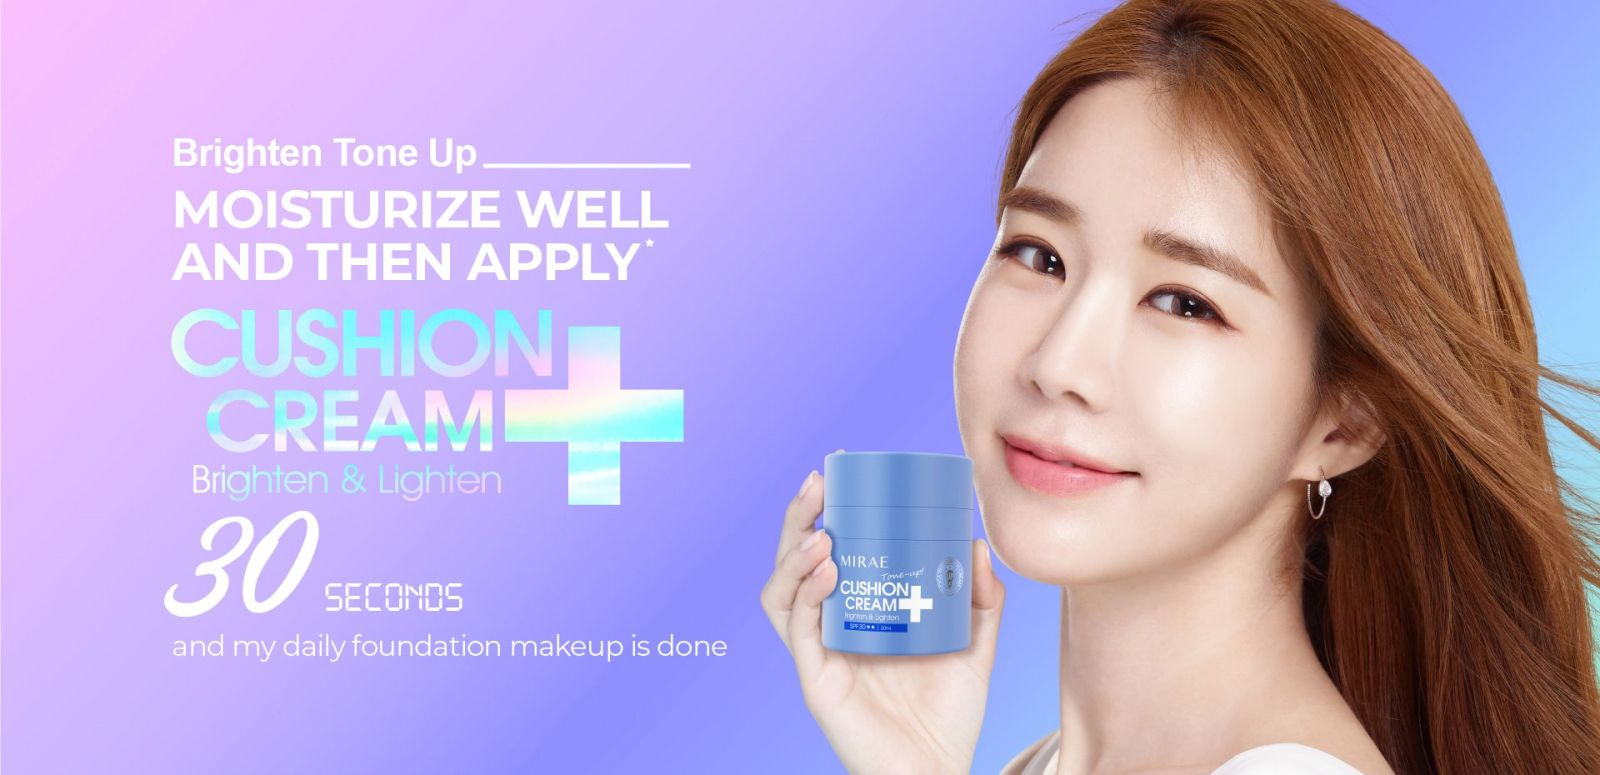 Brighten Tone Up
MOISTURIZE WELL
AND THEN APPLY*
CUSHION
CREAM+
Brighten & Lighten
30 SECONDS
and my daily foundation makeup is done
MIRAE
Tone-up!
CUSHION
CREAM+
Brighten & Lighten
SPF30★★